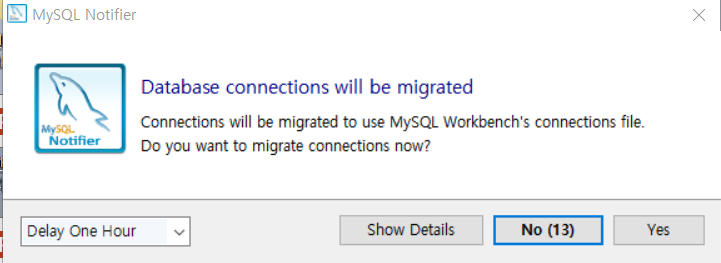 MySQL Notifier
Database connections will be migrated
Connections will be migrated to use MySQL Workbench's connections file.
Do you want to migrate connections now?
MySQL
Notifier
Delay One Hour
Show Details
No (13)
Yes